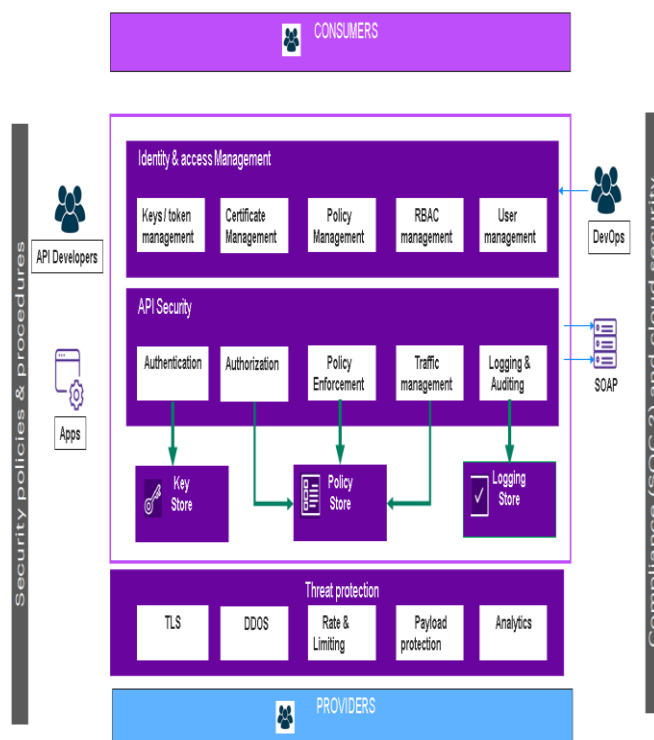 CONSUMERS
Security policies & procedures
API Developers
Apps
Identity & access Management
Keys / token
management
Certificate
Management
Policy
Management
RBAC
management
User
management
API Security
Authentication
Authorization
Policy
Enforcement
Traffic
management
Logging &
Auditing
Key
Store
Policy
Store
Logging
Store
DevOps
SOAP
Compliance (SOC 2) and cloud security
Threat protection
TLS
DDOS
Rate &
Limiting
Payload
protection
Analytics
PROVIDERS